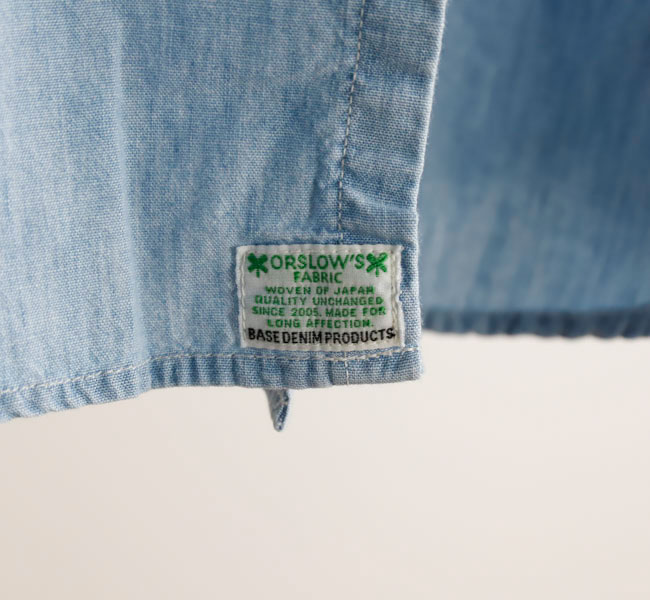 ORSLOW'S
FABRIC
WOVEN OF JAPAN
QUALITY UNCHANGED
SINCE 2005. MADE FOR
LONG AFFECTION.
BASE DENIM PRODUCTS.